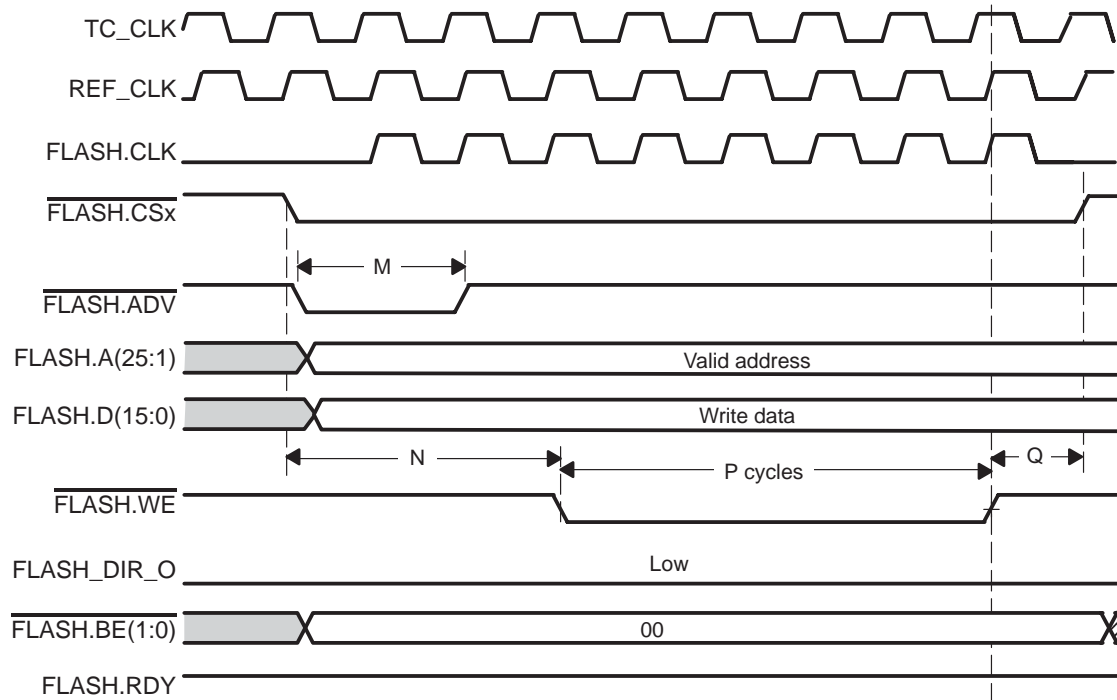 TC_CLK
REF_CLK
FLASH.CLK
FLASH.CSx
M
FLASH.ADV
FLASH.A(25:1)
Valid address
FLASH.D(15:0)
Write data
N
P cycles
Q
FLASH.WE
FLASH_DIR_O
Low
FLASH.BE(1:0)
00
FLASH.RDY